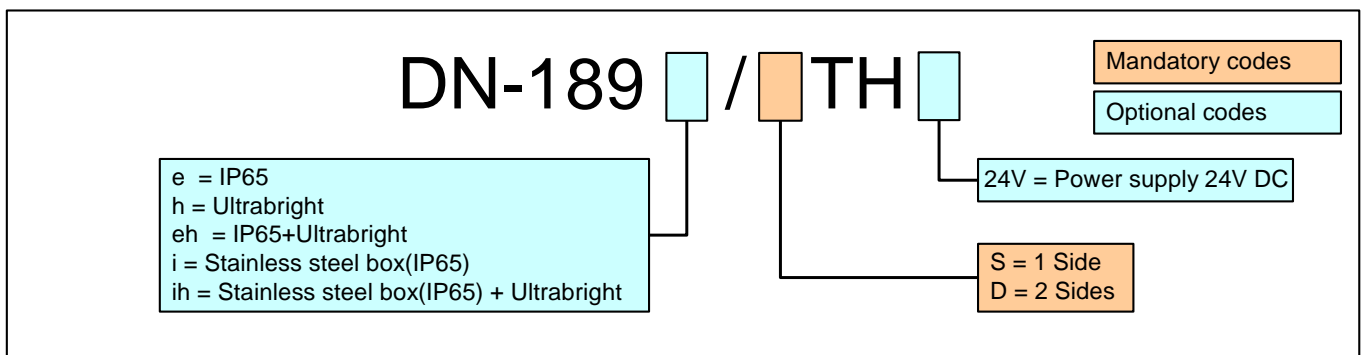 DN-189 / TH
Mandatory codes
Optional codes
e = IP65
h = Ultrabright
eh = IP65+Ultrabright
i = Stainless steel box(IP65)
ih = Stainless steel box(IP65) + Ultrabright
24V = Power supply 24V DC
S = 1 Side
D = 2 Sides